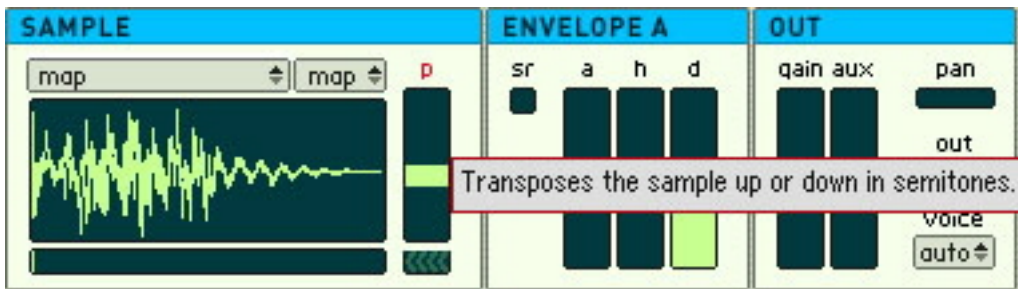 SAMPLE
ENVELOPE A
OUT
map
map
p
sr
a
h
d
gain
aux
pan
out
Transposes the sample up or down in semitones.
voice
auto